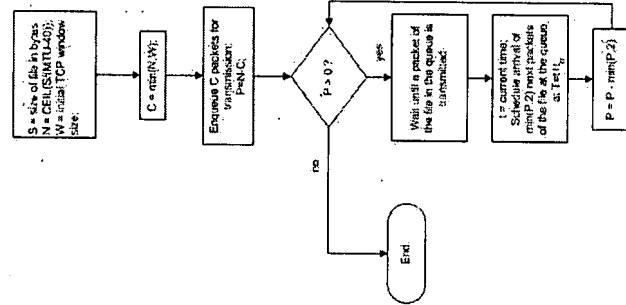 S = size of file in bytes
N = CEIL(S/(MTU-40));
W = initial TCP window
size;
C = min(N,W);
Enqueue C packets for
transmission;
P=N-C;
P > 0 ?
no
yes
Wait until a packet of
the file in the queue is
transmitted
t = current time;
Schedule arrival of
min(P,2) next packets
of the file at the queue
at
P = P - min(P,2)
End.